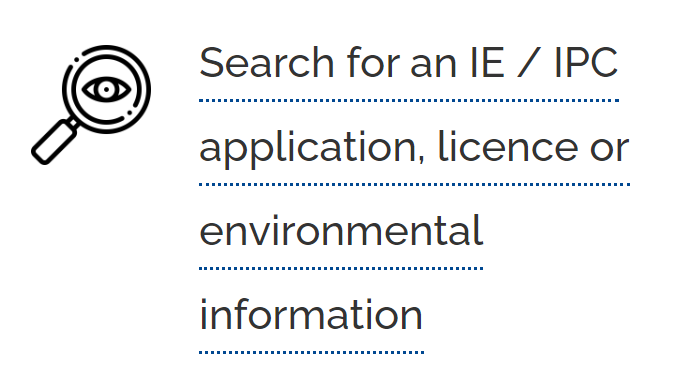 Search for an IE / IPC
application, licence or
environmental
information